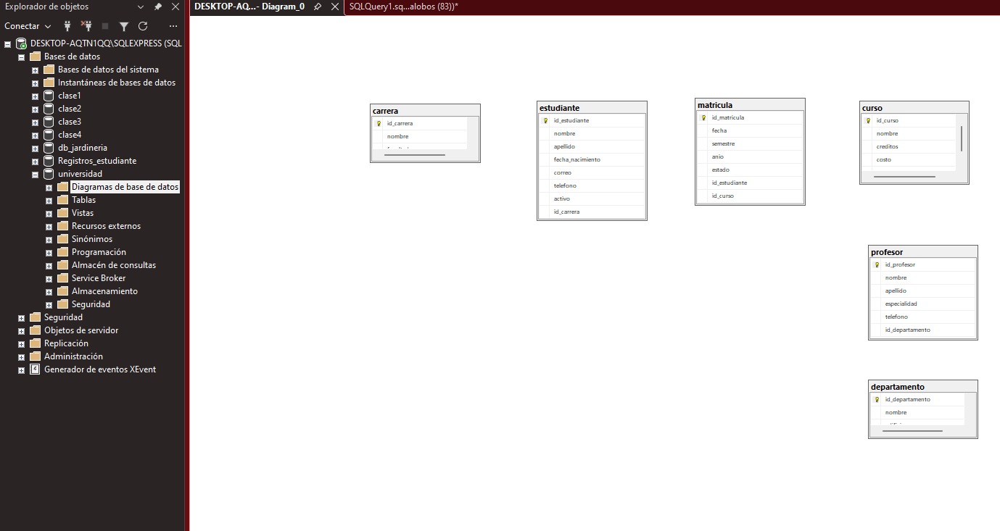 Explorador de objetos
Conectar
DESKTOP-AQTN1QQ\SQLEXPRESS (SQL
Bases de datos
Bases de datos del sistema
Instantáneas de bases de datos
clase1
clase2
clase3
clase4
db_jardineria
Registros_estudiante
universidad
Diagramas de base de datos
Tablas
Vistas
Recursos externos
Sinónimos
Programación
Almacén de consultas
Service Broker
Almacenamiento
Seguridad
Seguridad
Objetos de servidor
Replicación
Administración
Generador de eventos XEvent
DESKTOP-AQ...- Diagram_0
SQLQuery1.sq...alobos (83))*
carrera
id_carrera
nombre
estudiante
id_estudiante
nombre
apellido
fecha_nacimiento
correo
telefono
activo
id_carrera
matricula
id_matricula
fecha
semestre
anio
estado
id_estudiante
id_curso
curso
id_curso
nombre
creditos
costo
profesor
id_profesor
nombre
apellido
especialidad
telefono
id_departamento
departamento
id_departamento
nombre